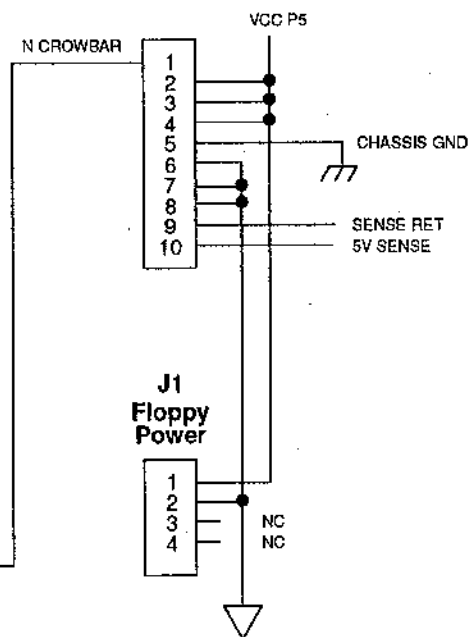 VCC P5
N CROWBAR
1
2
3
4
5
CHASSIS GND
6
7
8
9
SENSE RET
10
5V SENSE
J1
Floppy
Power
1
2
3
NC
4
NC